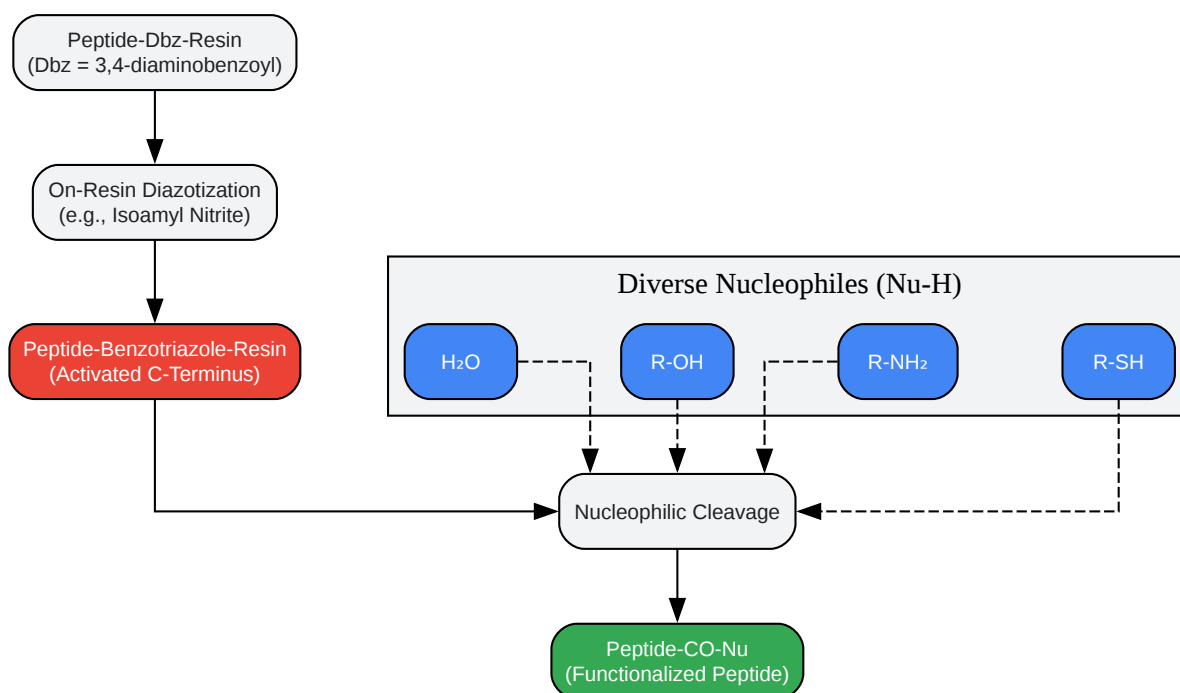 Peptide-Dbz-Resin
(Dbz = 3,4-diaminobenzoyl)
On-Resin Diazotization
(e.g., Isoamyl Nitrite)
Peptide-Benzotriazole-Resin
(Activated C-Terminus)
Diverse Nucleophiles (Nu-H)
H₂O
R-OH
R-NH₂
R-SH
Nucleophilic Cleavage
Peptide-CO-Nu
(Functionalized Peptide)